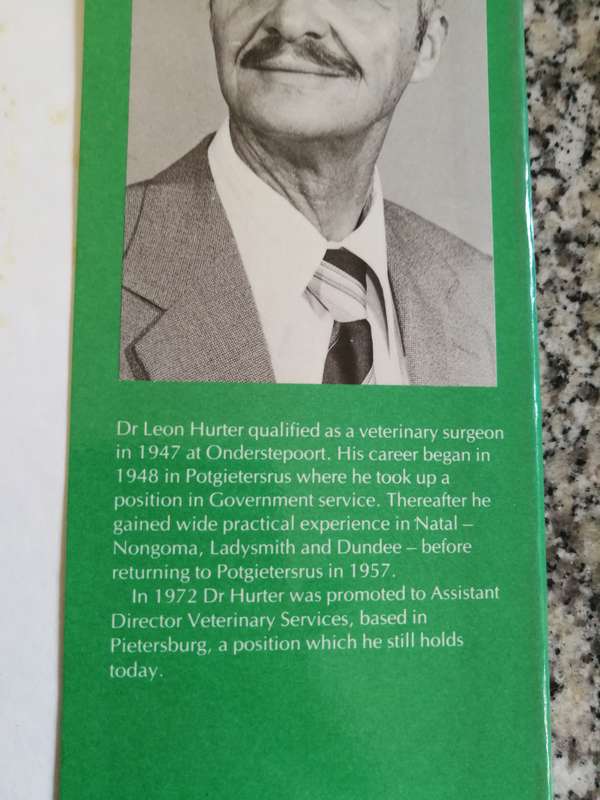 Dr Leon Hurter qualified as a veterinary surgeon
in 1947 at Onderstepoort. His career began in
1948 in Potgietersrus where he took up a
position in Government service. Thereafter he
gained wide practical experience in Natal –
Nongoma, Ladysmith and Dundee – before
returning to Potgietersrus in 1957.
In 1972 Dr Hurter was promoted to Assistant
Director Veterinary Services, based in
Pietersburg, a position which he still holds
today.